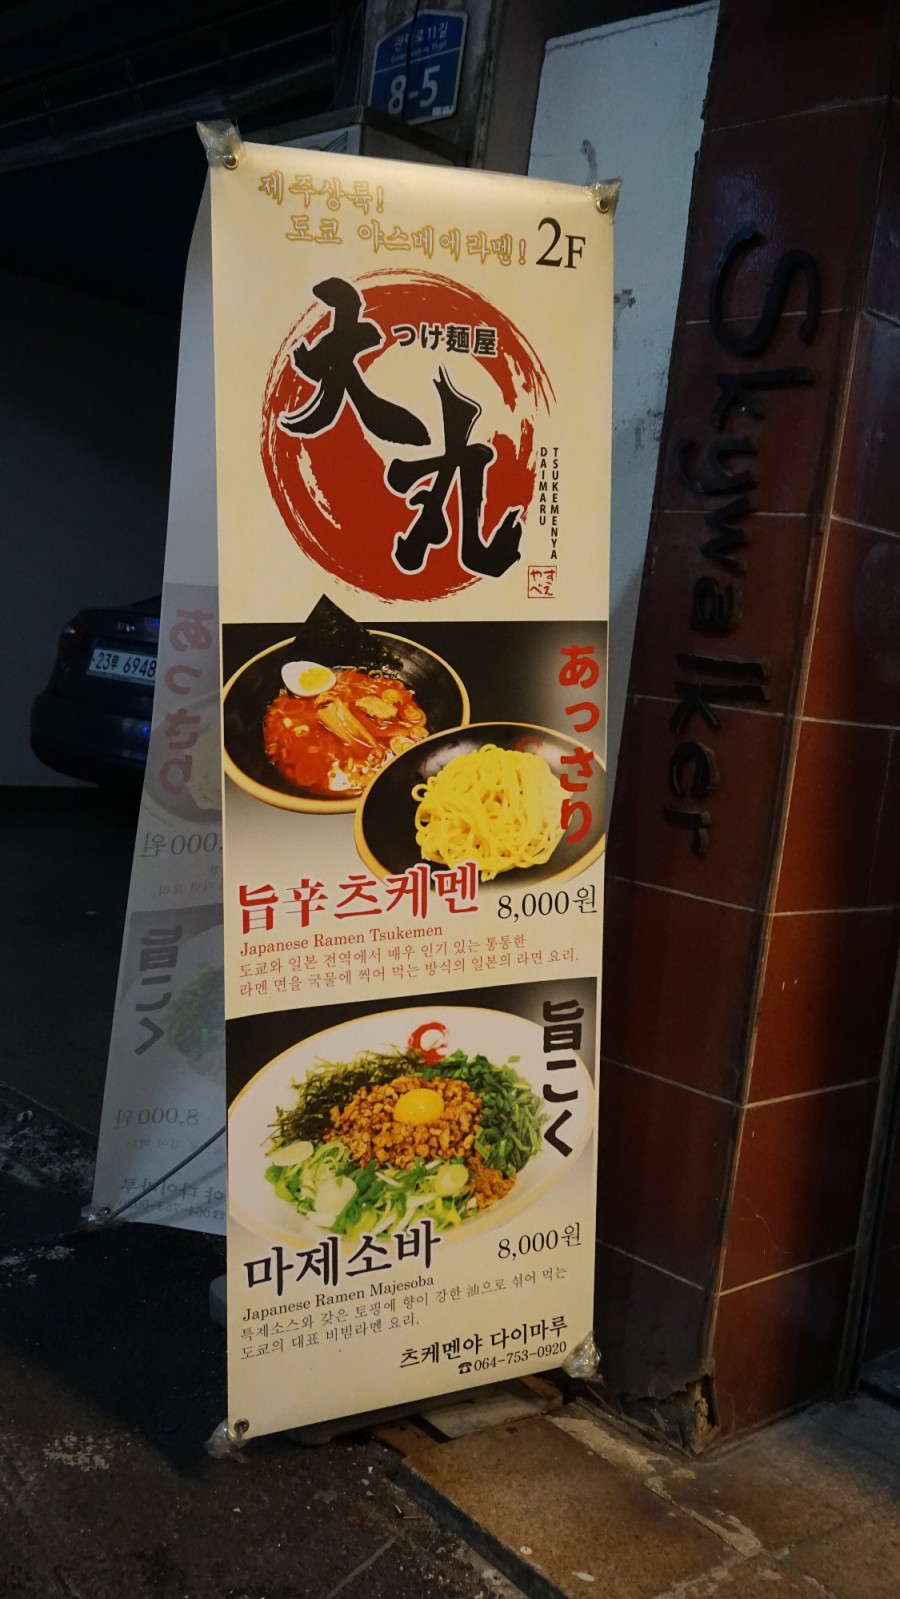 관덕로11길
8-5
제주상륙!
도쿄 야스베에라멘!
2F
つけ麺屋
大丸
TSUKEMENYA
DAIMARU
やすべえ
あっさり
旨辛츠케멘 8,000원
Japanese Ramen Tsukemen
도쿄와 일본 전역에서 매우 인기 있는 통통한
라멘 면을 국물에 찍어 먹는 방식의 일본의 라면 요리.
旨こく
마제소바 8,000원
Japanese Ramen Majesoba
특제소스와 갖은 토핑에 향이 강한 油으로 섞어 먹는
도쿄의 대표 비빔라멘 요리.
츠케멘야 다이마루
☎064-753-0920
Skywalker
23루 6948